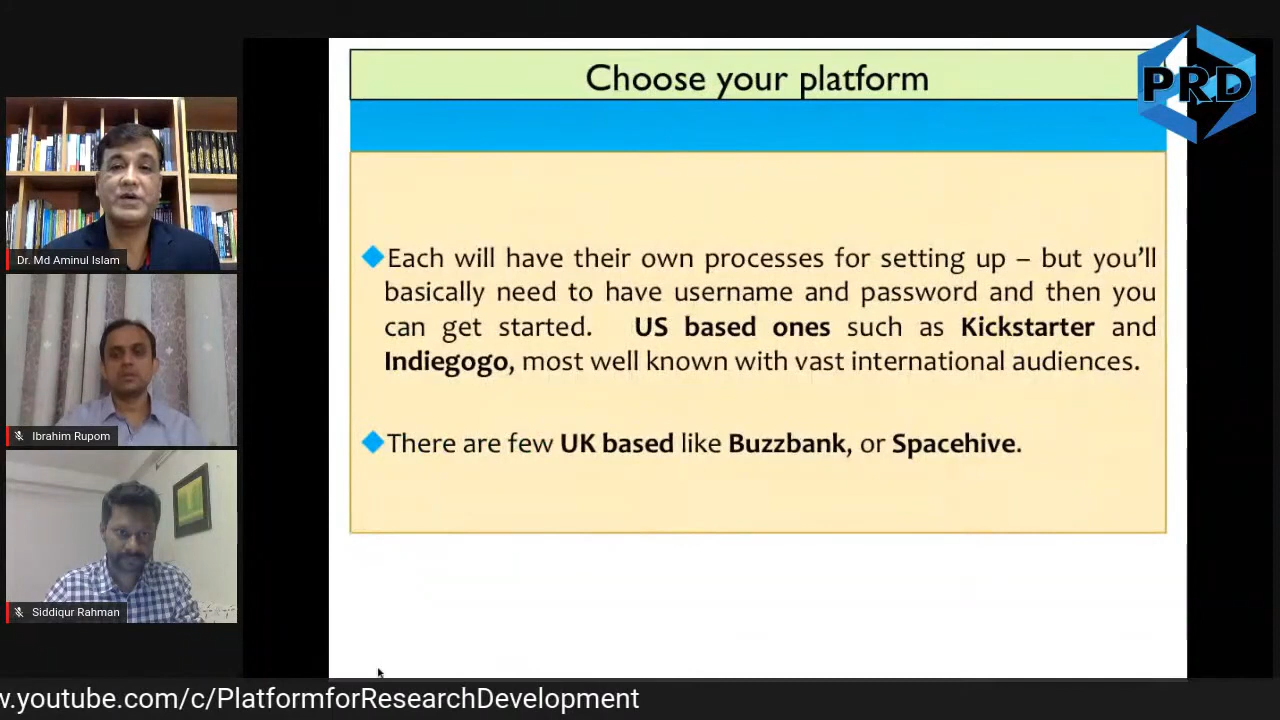 Choose your platform
PRD
Each will have their own processes for setting up – but you'll
basically need to have username and password and then you
can get started. US based ones such as Kickstarter and
Indiegogo, most well known with vast international audiences.
There are few UK based like Buzzbank, or Spacehive.
Dr. Md Aminul Islam
Ibrahim Rupom
Siddiqur Rahman
w.youtube.com/c/PlatformforResearchDevelopment